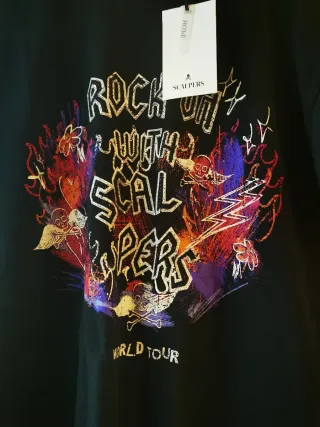 SCALPERS
ROCK ON
WITH
SCAL
PERS
WORLD TOUR